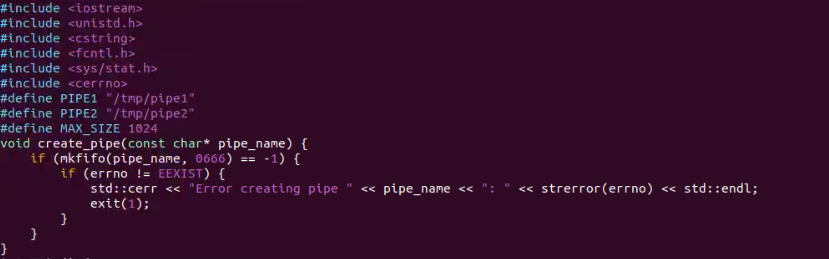 #include <iostream>
#include <unistd.h>
#include <cstring>
#include <fcntl.h>
#include <sys/stat.h>
#include <cerrno>
#define PIPE1 "/tmp/pipe1"
#define PIPE2 "/tmp/pipe2"
#define MAX_SIZE 1024
void create_pipe(const char* pipe_name) {
    if (mkfifo(pipe_name, 0666) == -1) {
        if (errno != EEXIST) {
            std::cerr << "Error creating pipe " << pipe_name << ": " << strerror(errno) << std::endl;
            exit(1);
        }
    }
}